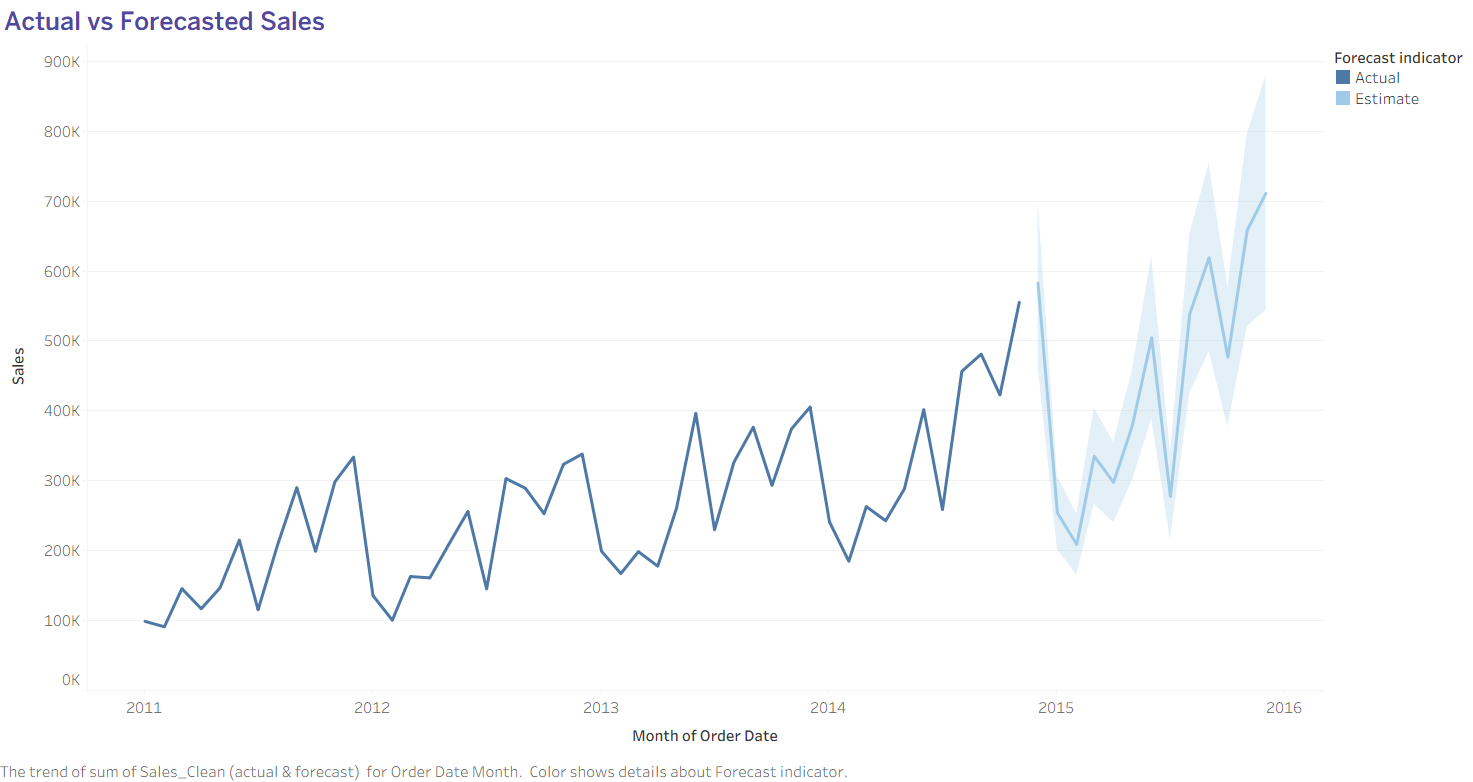 Actual vs Forecasted Sales
Forecast indicator
Actual
Estimate
900K
800K
700K
600K
500K
400K
300K
200K
100K
0K
Sales
2011 2012 2013 2014 2015 2016
Month of Order Date
The trend of sum of Sales_Clean (actual & forecast) for Order Date Month. Color shows details about Forecast indicator.